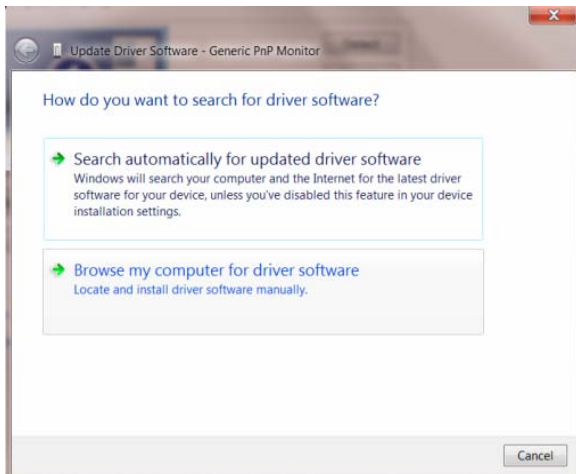 Update Driver Software - Generic PnP Monitor
How do you want to search for driver software?
Search automatically for updated driver software
Windows will search your computer and the Internet for the latest driver
software for your device, unless you've disabled this feature in your device
installation settings.
Browse my computer for driver software
Locate and install driver software manually.
Cancel